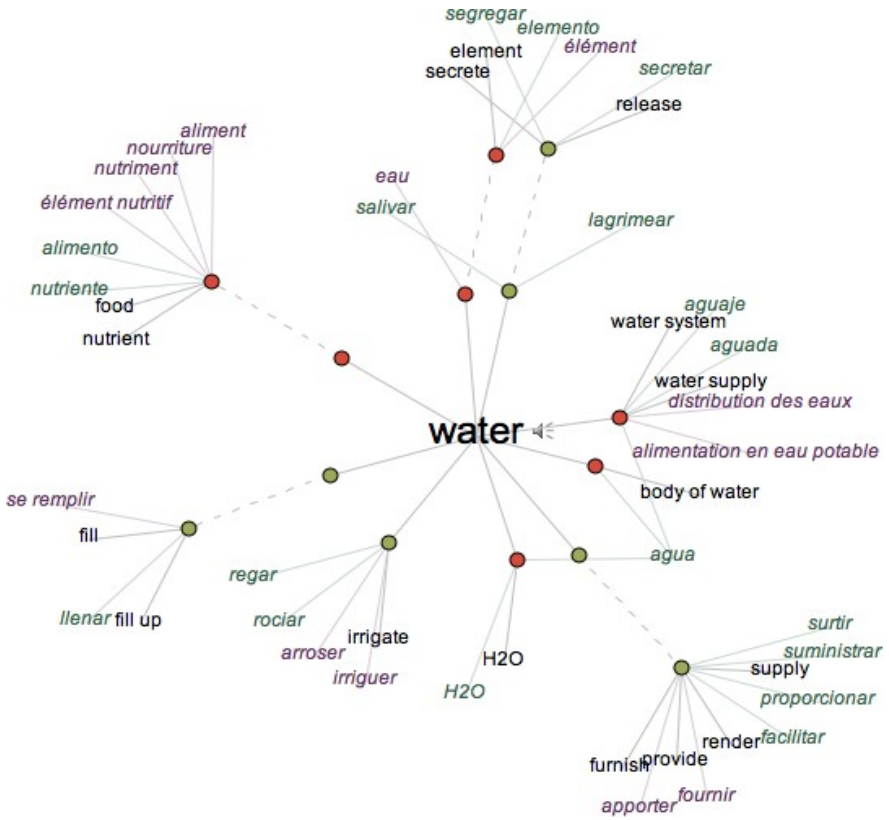 segregar
elemento
element
élément
secrete
secretar
release
aliment
nourriture
nutriment
élément nutritif
alimento
nutriente
food
nutrient
eau
salivar
lagrimear
aguaje
water system
aguada
water supply
distribution des eaux
water
alimentation en eau potable
body of water
agua
se remplir
fill
llenar
fill up
regar
rociar
irrigate
arroser
irriguer
H2O
H2O
surtir
suministrar
supply
proporcionar
facilitar
render
provide
furnish
fournir
apporter